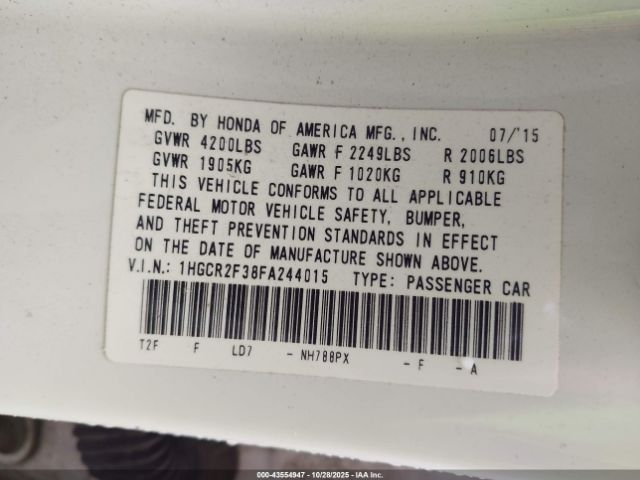 MFD. BY HONDA OF AMERICA MFG., INC. 07/'15
GVWR 4200LBS GAWR F 2249LBS R 2006LBS
GVWR 1905KG GAWR F 1020KG R 910KG
THIS VEHICLE CONFORMS TO ALL APPLICABLE
FEDERAL MOTOR VEHICLE SAFETY, BUMPER,
AND THEFT PREVENTION STANDARDS IN EFFECT
ON THE DATE OF MANUFACTURE SHOWN ABOVE.
V.I.N.: 1HGCR2F38FA244015 TYPE: PASSENGER CAR
T2F F LD7 - NH788PX - F - A
000-43554947 | 10/28/2025 | IAA Inc.